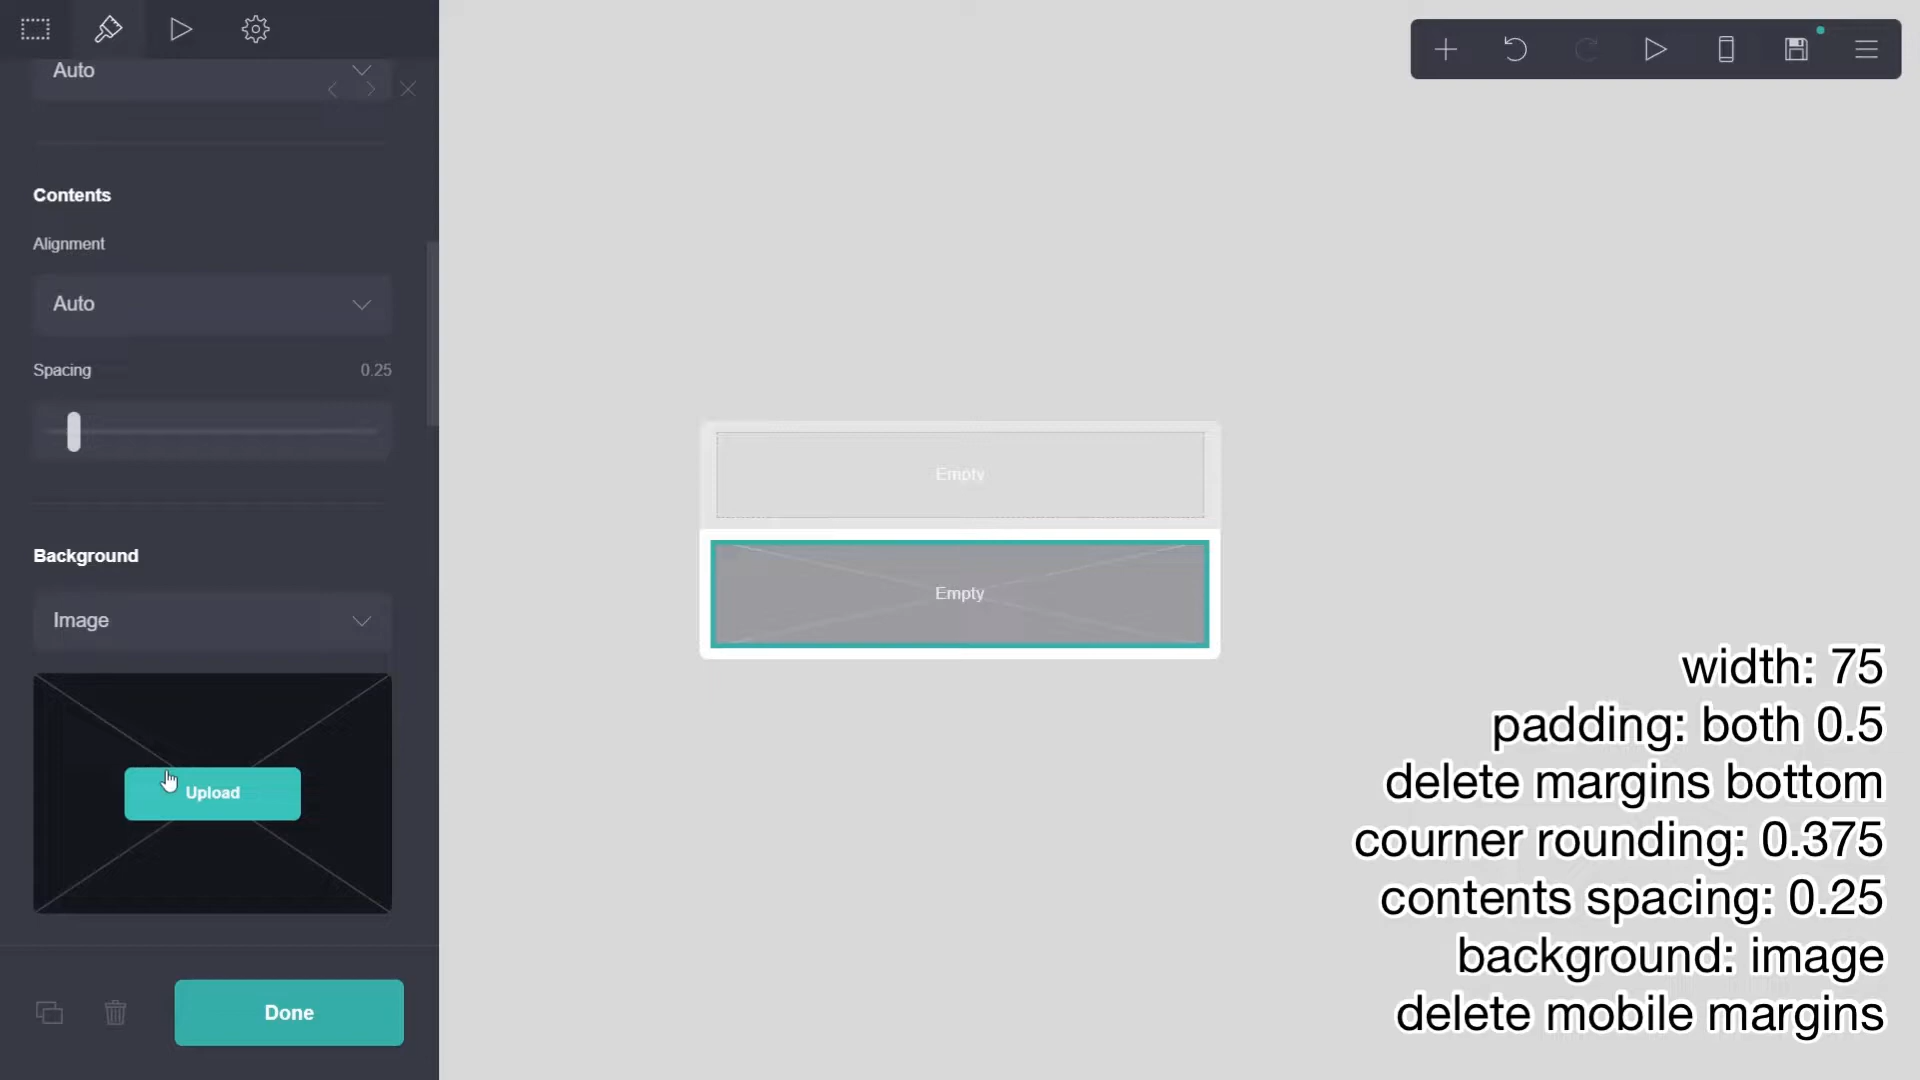 Auto
Contents
Alignment
Auto
Spacing 0.25
Background
Image
Upload
Done
Empty
Empty
width: 75
padding: both 0.5
delete margins bottom
courner rounding: 0.375
contents spacing: 0.25
background: image
delete mobile margins